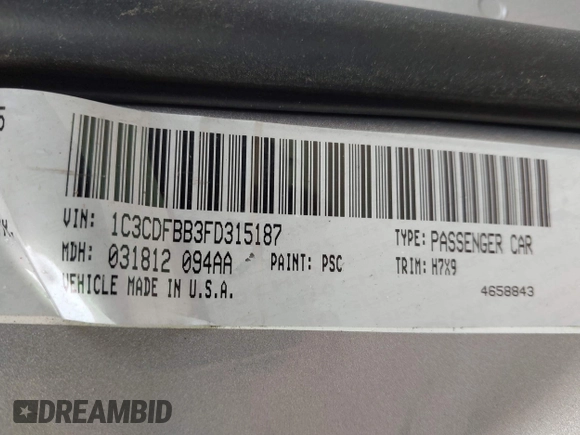 VIN: 1C3CDFBB3FD315187
TYPE: PASSENGER CAR
MDH: 031812 094AA
PAINT: PSC
TRIM: H7X9
VEHICLE MADE IN U.S.A.
4658843
DREAMBID